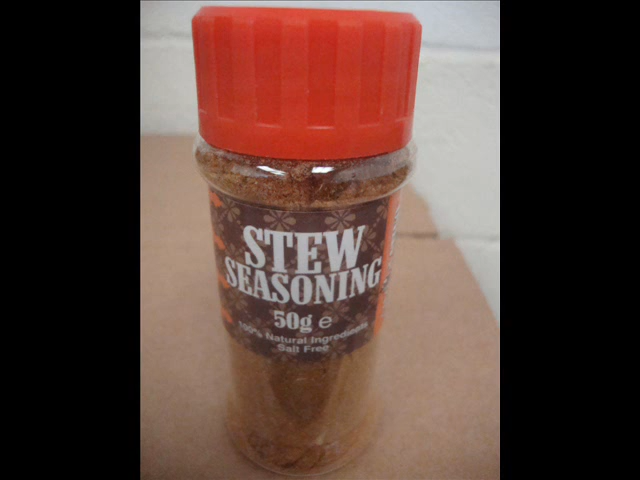 STEW
SEASONING
50g e
100% Natural Ingredients
Salt Free